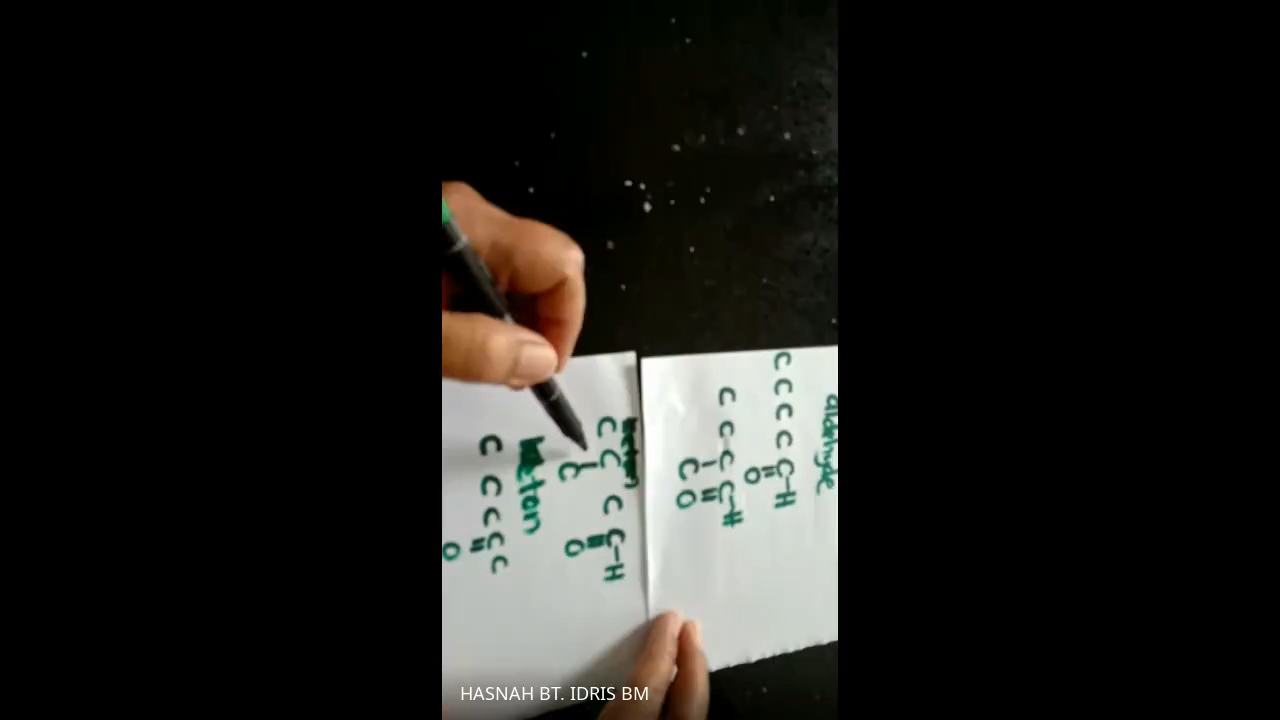 aldehyde
C C C C C-H
|| O
C C-C C-H
| ||
C O
keton
C C C C-H
| ||
C O
Keton
C C C C C
||
O
HASNAH BT. IDRIS BM